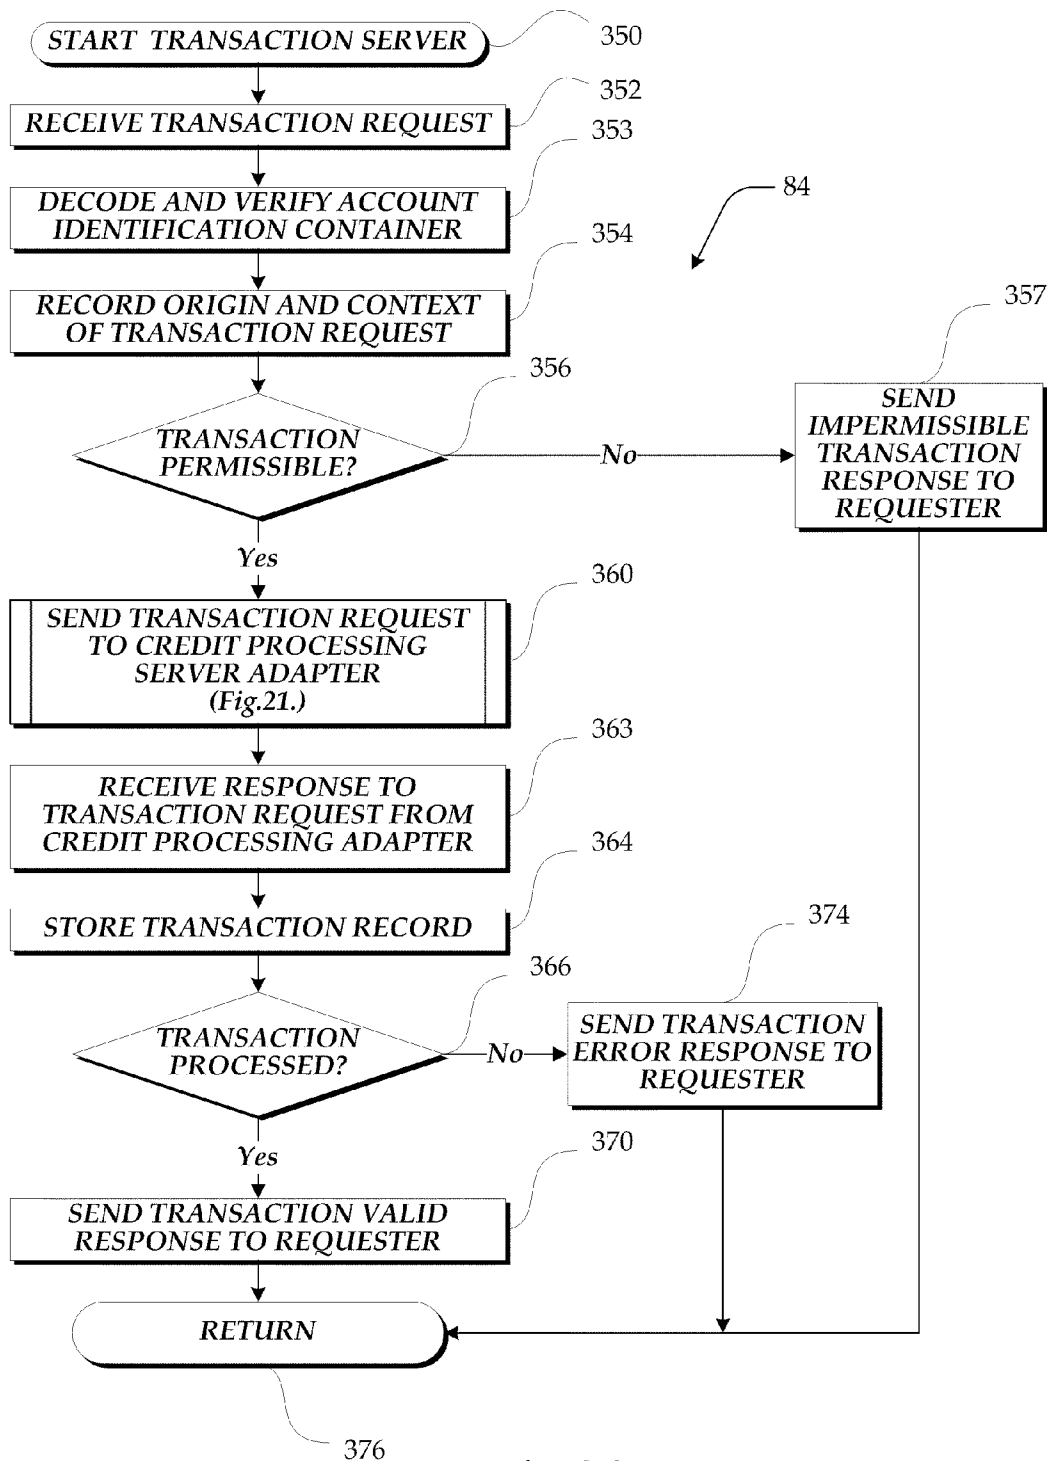 START TRANSACTION SERVER
350
RECEIVE TRANSACTION REQUEST
352
DECODE AND VERIFY ACCOUNT
IDENTIFICATION CONTAINER
353
84
RECORD ORIGIN AND CONTEXT
OF TRANSACTION REQUEST
354
TRANSACTION
PERMISSIBLE?
356
No
SEND
IMPERMISSIBLE
TRANSACTION
RESPONSE TO
REQUESTER
357
Yes
SEND TRANSACTION REQUEST
TO CREDIT PROCESSING
SERVER ADAPTER
(Fig.21.)
360
RECEIVE RESPONSE TO
TRANSACTION REQUEST FROM
CREDIT PROCESSING ADAPTER
363
STORE TRANSACTION RECORD
364
TRANSACTION
PROCESSED?
366
No
SEND TRANSACTION
ERROR RESPONSE TO
REQUESTER
374
Yes
SEND TRANSACTION VALID
RESPONSE TO REQUESTER
370
RETURN
376